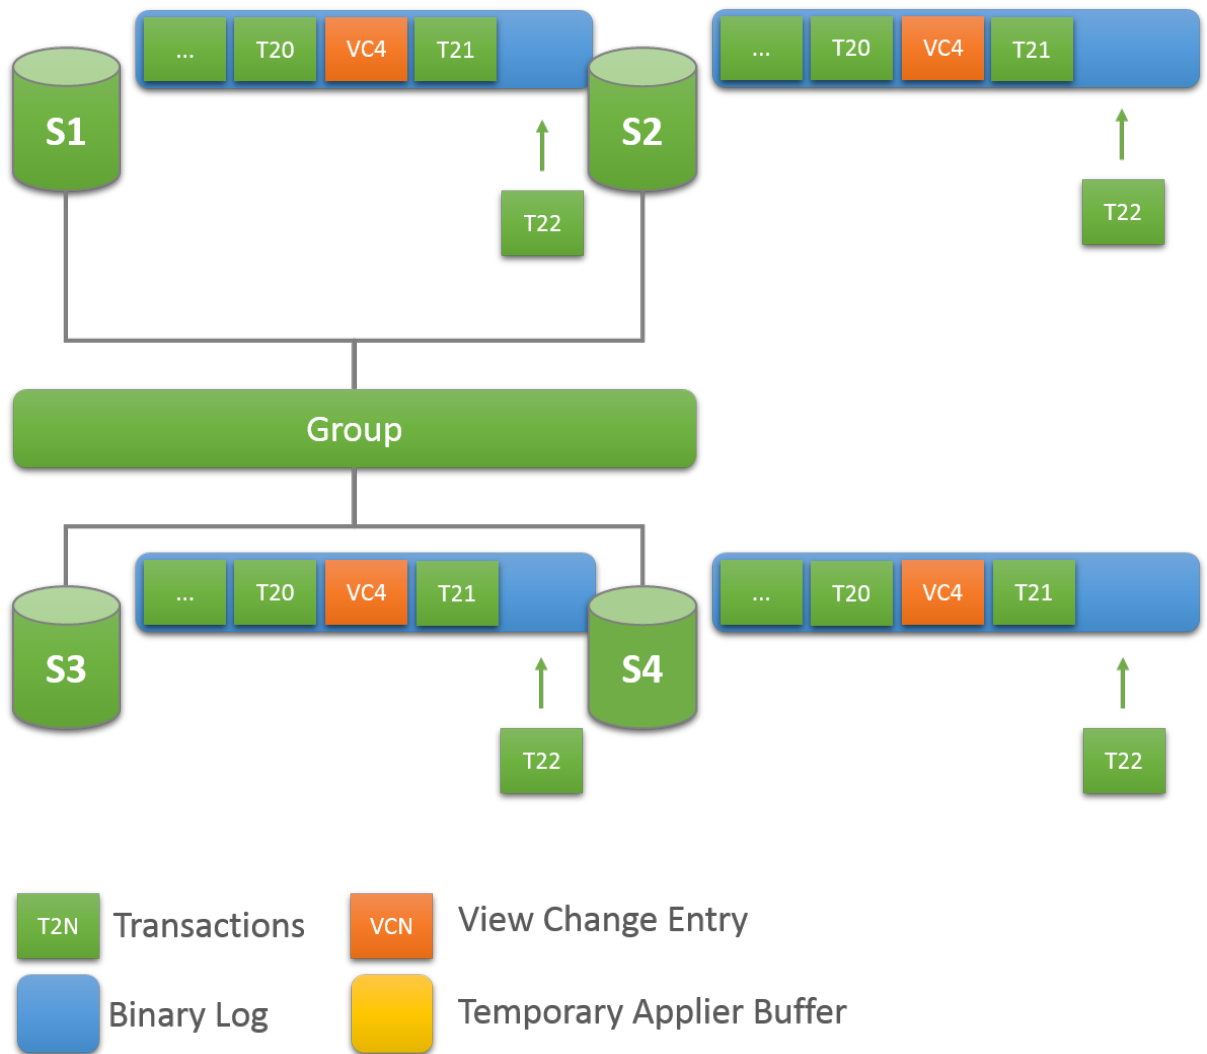 ... T20 VC4 T21
... T20 VC4 T21
S1
S2
T22
T22
Group
... T20 VC4 T21
... T20 VC4 T21
S3
S4
T22
T22
T2N Transactions
VCN View Change Entry
Binary Log
Temporary Applier Buffer